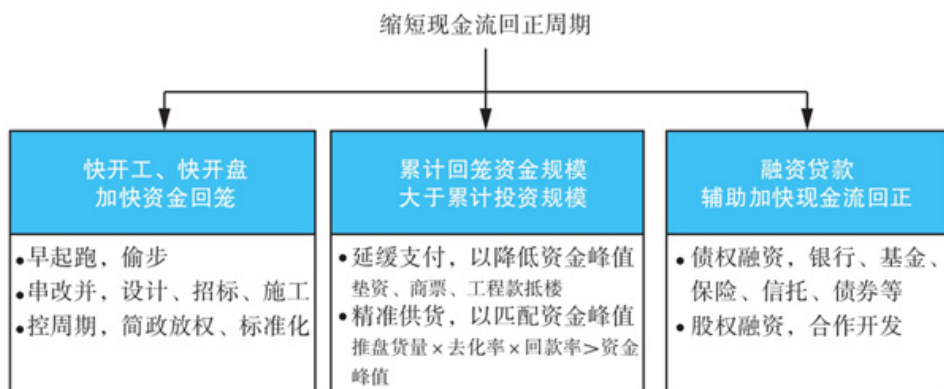 缩短现金流回正周期
快开工、快开盘
加快资金回笼
•早起跑，偷步
•串改并，设计、招标、施工
•控周期，简政放权、标准化
累计回笼资金规模
大于累计投资规模
•延缓支付，以降低资金峰值
垫资、商票、工程款抵楼
•精准供货，以匹配资金峰值
推盘货量×去化率×回款率>资金
峰值
融资贷款
辅助加快现金流回正
•债权融资，银行、基金、
保险、信托、债券等
•股权融资，合作开发